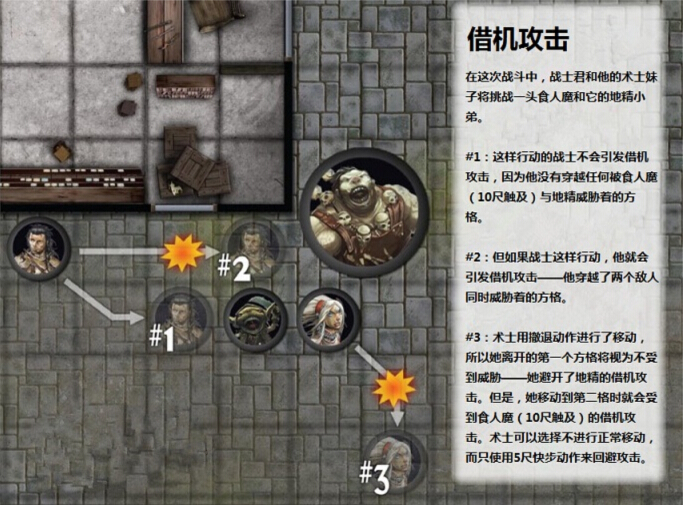 借机攻击
在这次战斗中，战士君和他的术士妹
子将挑战一头食人魔和它的地精小
弟。
#1：这样行动的战士不会引发借机
攻击，因为他没有穿越任何被食人魔
（10尺触及）与地精威胁着的方
格。
#2：但如果战士这样行动，他就会
引发借机攻击——他穿越了两个敌人
同时威胁着的方格。
#3：术士用撤退动作进行了移动，
所以她离开的第一个方格将视为不受
到威胁——她避开了地精的借机攻
击。但是，她移动到第二格时就会受
到食人魔（10尺触及）的借机攻
击。术士可以选择不进行正常移动，
而只使用5尺快步动作来回避攻击。
#2
#1
#3